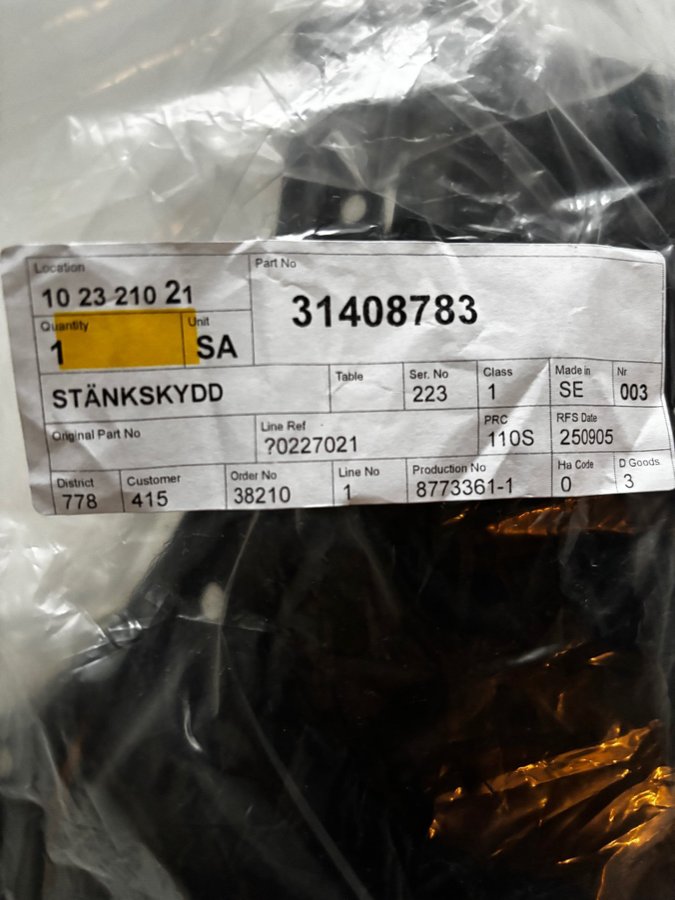 Location
10 23 210 21
Part No
31408783
Quantity
1
Unit
SA
STÄNKSKYDD
Table
Ser. No
223
Class
1
Made in
SE
Nr
003
Original Part No
Line Ref
?0227021
PRC
110S
RFS Date
250905
District
778
Customer
415
Order No
38210
Line No
1
Production No
8773361-1
Ha Code
0
D Goods
3